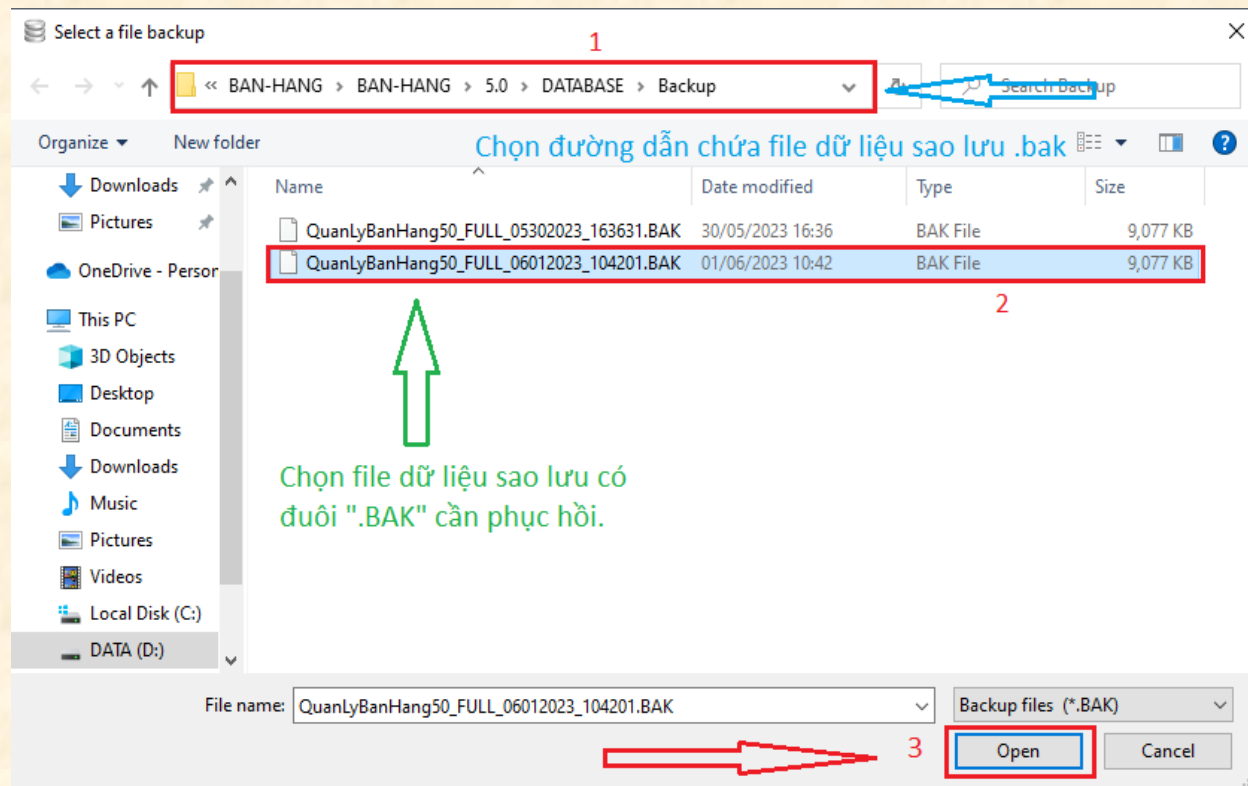 Select a file backup
1
« BAN-HANG > BAN-HANG > 5.0 > DATABASE > Backup
Search Backup
Organize
New folder
Chọn đường dẫn chứa file dữ liệu sao lưu .bak
Downloads
Name
Date modified
Type
Size
Pictures
QuanLyBanHang50_FULL_05302023_163631.BAK 30/05/2023 16:36 BAK File 9,077 KB
OneDrive - Person
QuanLyBanHang50_FULL_06012023_104201.BAK 01/06/2023 10:42 BAK File 9,077 KB
2
This PC
3D Objects
Desktop
Documents
Downloads
Music
Pictures
Videos
Local Disk (C:)
DATA (D:)
Chọn file dữ liệu sao lưu có
đuôi ".BAK" cần phục hồi.
File name: QuanLyBanHang50_FULL_06012023_104201.BAK
Backup files (*.BAK)
3
Open
Cancel